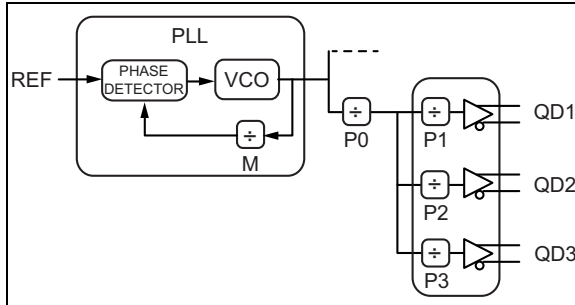 PLL
REF
PHASE
DETECTOR
VCO
÷
M
÷
P0
÷
P1
QD1
÷
P2
QD2
÷
P3
QD3